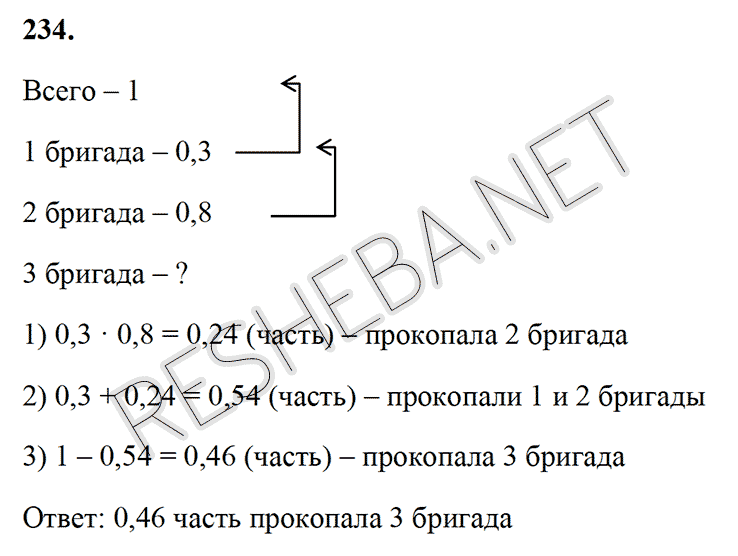 234.
Всего – 1
1 бригада – 0,3
2 бригада – 0,8
3 бригада – ?
1) 0,3 · 0,8 = 0,24 (часть) – прокопала 2 бригада
2) 0,3 + 0,24 = 0,54 (часть) – прокопали 1 и 2 бригады
3) 1 – 0,54 = 0,46 (часть) – прокопала 3 бригада
Ответ: 0,46 часть прокопала 3 бригада
RESHEBA.NET